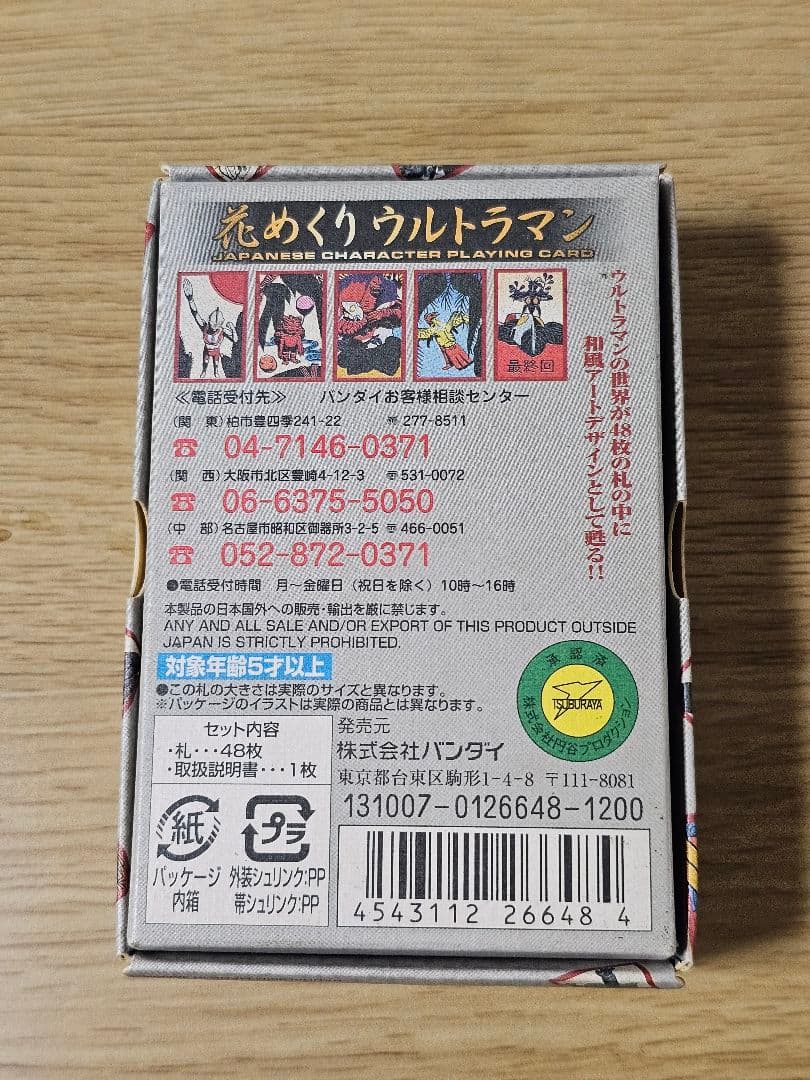 花めくりウルトラマン
JAPANESE CHARACTER PLAYING CARD
最終回
ウルトラマンの世界が48枚の札の中に
和風アートデザインとして甦る!!
≪電話受付先≫ バンダイお客様相談センター
(関 東)柏市豊四季241-22 〒277-8511
☎ 04-7146-0371
(関 西)大阪市北区豊崎4-12-3 〒531-0072
☎ 06-6375-5050
(中 部)名古屋市昭和区御器所3-2-5 〒466-0051
☎ 052-872-0371
●電話受付時間 月~金曜日(祝日を除く)10時~16時
本製品の日本国外への販売・輸出を厳に禁じます。
ANY AND ALL SALE AND/OR EXPORT OF THIS PRODUCT OUTSIDE
JAPAN IS STRICTLY PROHIBITED.
対象年齢5才以上
●この札の大きさは実際のサイズと異なります。
※パッケージのイラストは実際の商品とは異なります。
承認済
TSUBURAYA
株式会社円谷プロダクション
セット内容
・札・・・48枚
・取扱説明書・・・1枚
発売元
株式会社バンダイ
東京都台東区駒形1-4-8 〒111-8081
131007-0126648-1200
紙
パッケージ
内箱
プラ
外装シュリンク:PP
帯シュリンク:PP
4543112 226648 4